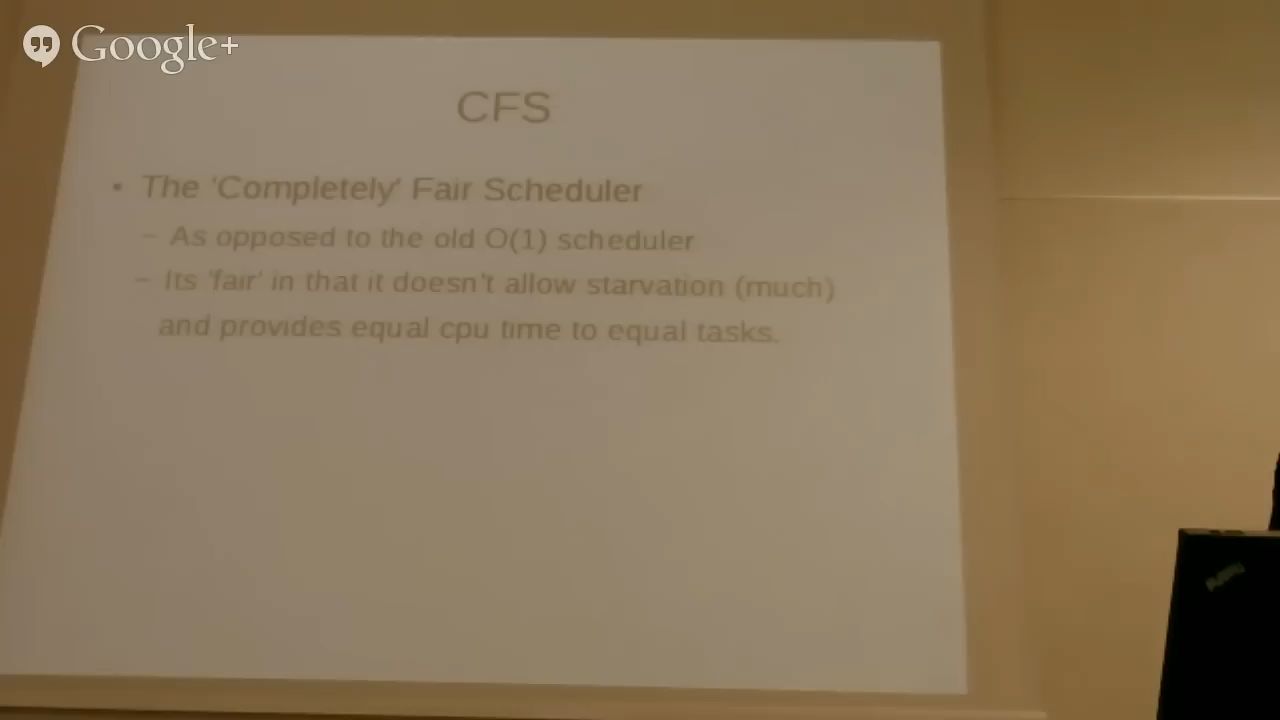 Google+
CFS
• The 'Completely' Fair Scheduler
– As opposed to the old O(1) scheduler
– Its 'fair' in that it doesn't allow starvation (much)
and provides equal cpu time to equal tasks.